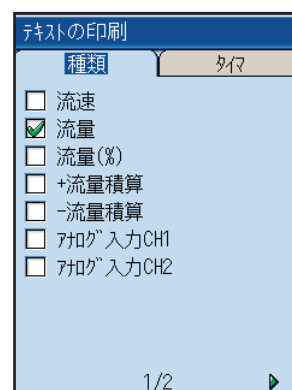 ﾃｷｽﾄの印刷
種類 ﾀｲﾏ
流速
流量
流量(%)
+流量積算
-流量積算
ｱﾅﾛｸﾞ入力CH1
ｱﾅﾛｸﾞ入力CH2
1/2